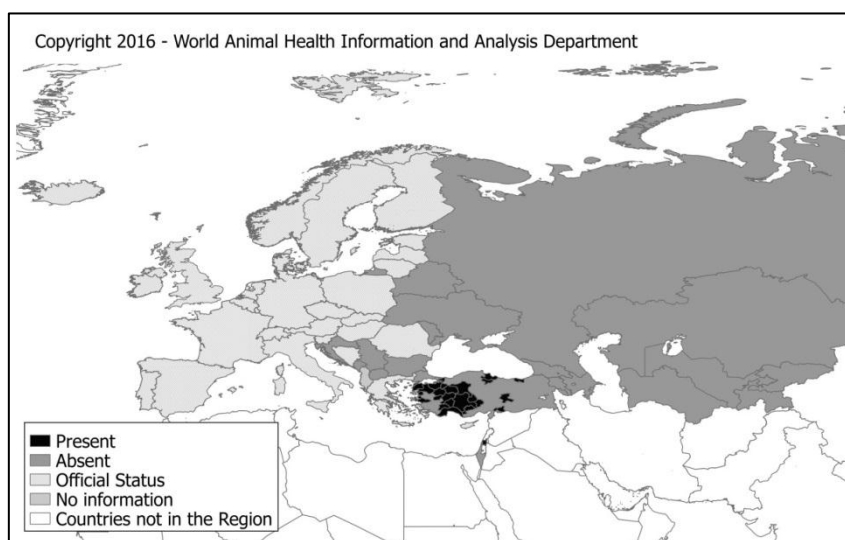 Copyright 2016 - World Animal Health Information and Analysis Department
Present
Absent
Official Status
No information
Countries not in the Region